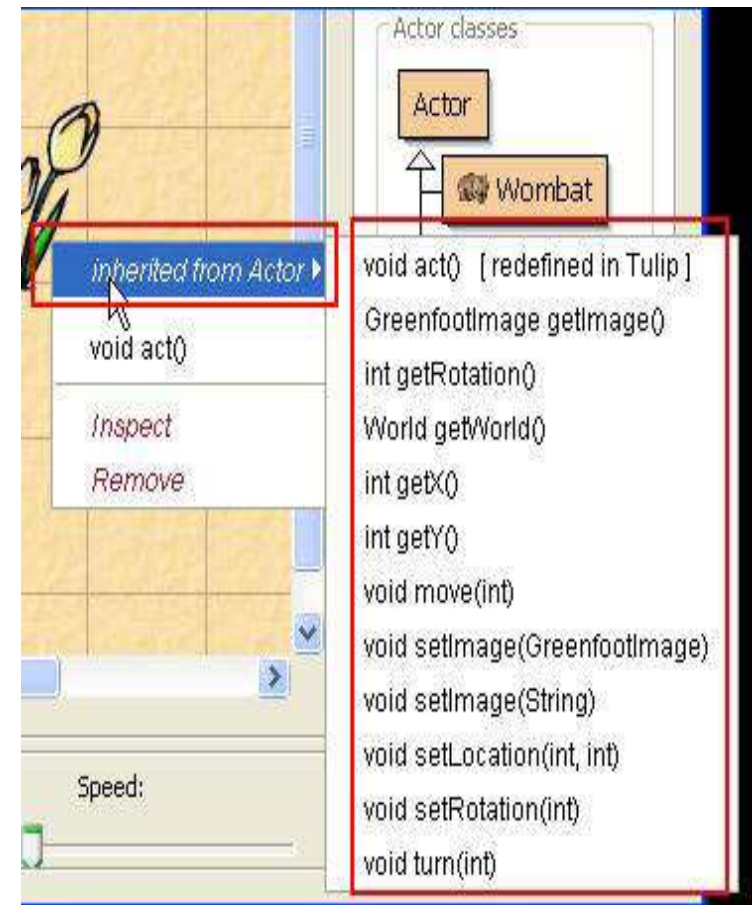 Actor classes
Actor
Wombat
inherited from Actor
void act()
Inspect
Remove
void act() [ redefined in Tulip ]
GreenfootImage getImage()
int getRotation()
World getWorld()
int getX()
int getY()
void move(int)
void setImage(GreenfootImage)
void setImage(String)
void setLocation(int, int)
void setRotation(int)
void turn(int)
Speed: